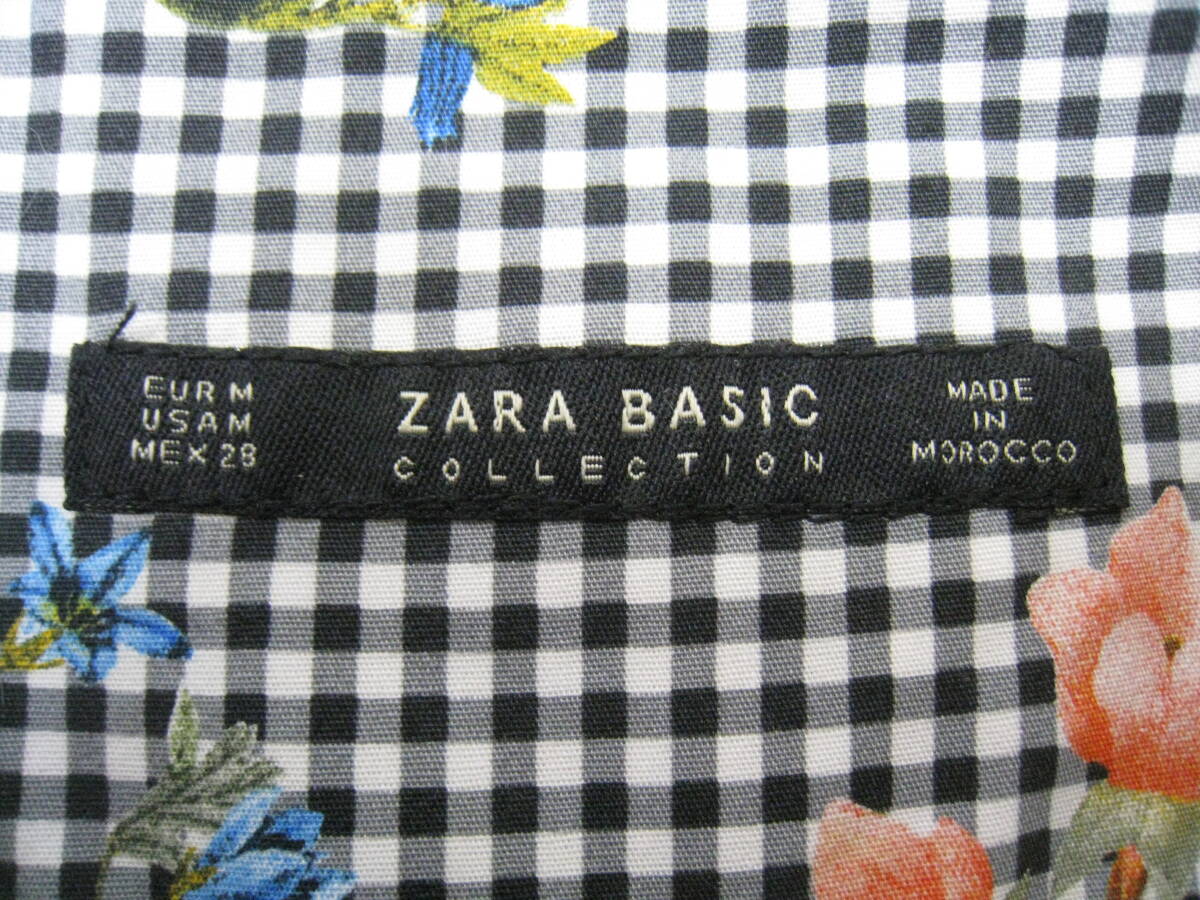 EUR M
USA M
MEX 28
ZARA BASIC
COLLECTION
MADE
IN
MOROCCO